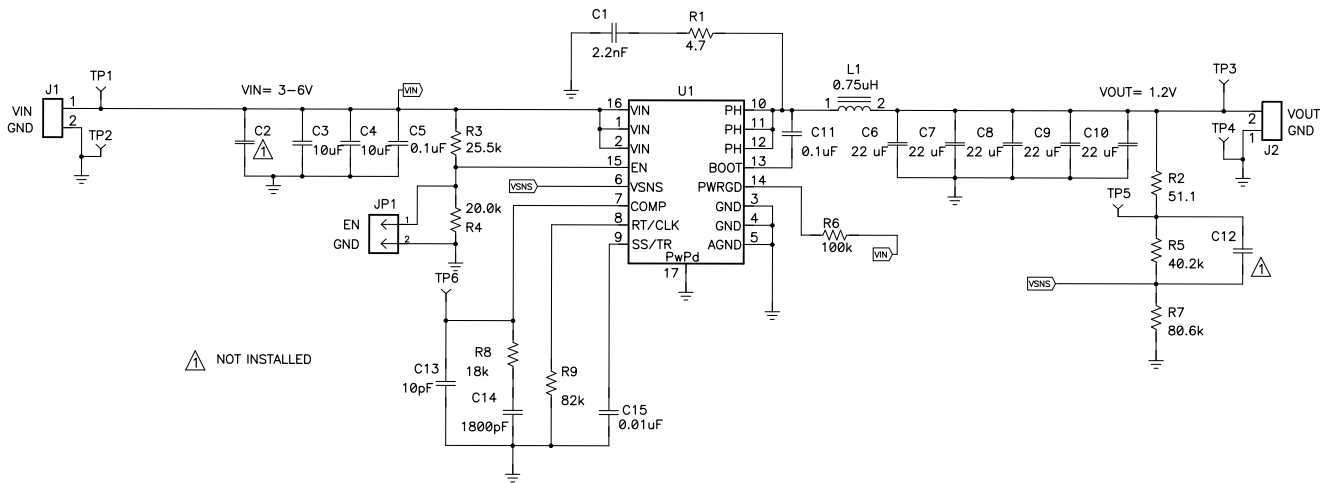 C1
2.2nF
R1
4.7
J1
VIN
GND
1
2
TP1
TP2
VIN= 3-6V
VIN
C2
1
C3
10uF
C4
10uF
C5
0.1uF
R3
25.5k
20.0k
R4
JP1
EN
GND
1
2
VSNS
U1
16
1
2
15
6
7
8
9
VIN
VIN
VIN
EN
VSNS
COMP
RT/CLK
SS/TR
PH
PH
PH
BOOT
PWRGD
GND
GND
AGND
10
11
12
13
14
3
4
5
PwPd
17
C11
0.1uF
L1
0.75uH
1
2
C6
22 uF
C7
22 uF
C8
22 uF
C9
22 uF
C10
22 uF
VOUT= 1.2V
TP3
TP4
VOUT
GND
2
1
J2
R6
100k
VIN
R2
51.1
TP5
R5
40.2k
C12
1
VSNS
R7
80.6k
TP6
1 NOT INSTALLED
C13
10pF
R8
18k
C14
1800pF
R9
82k
C15
0.01uF